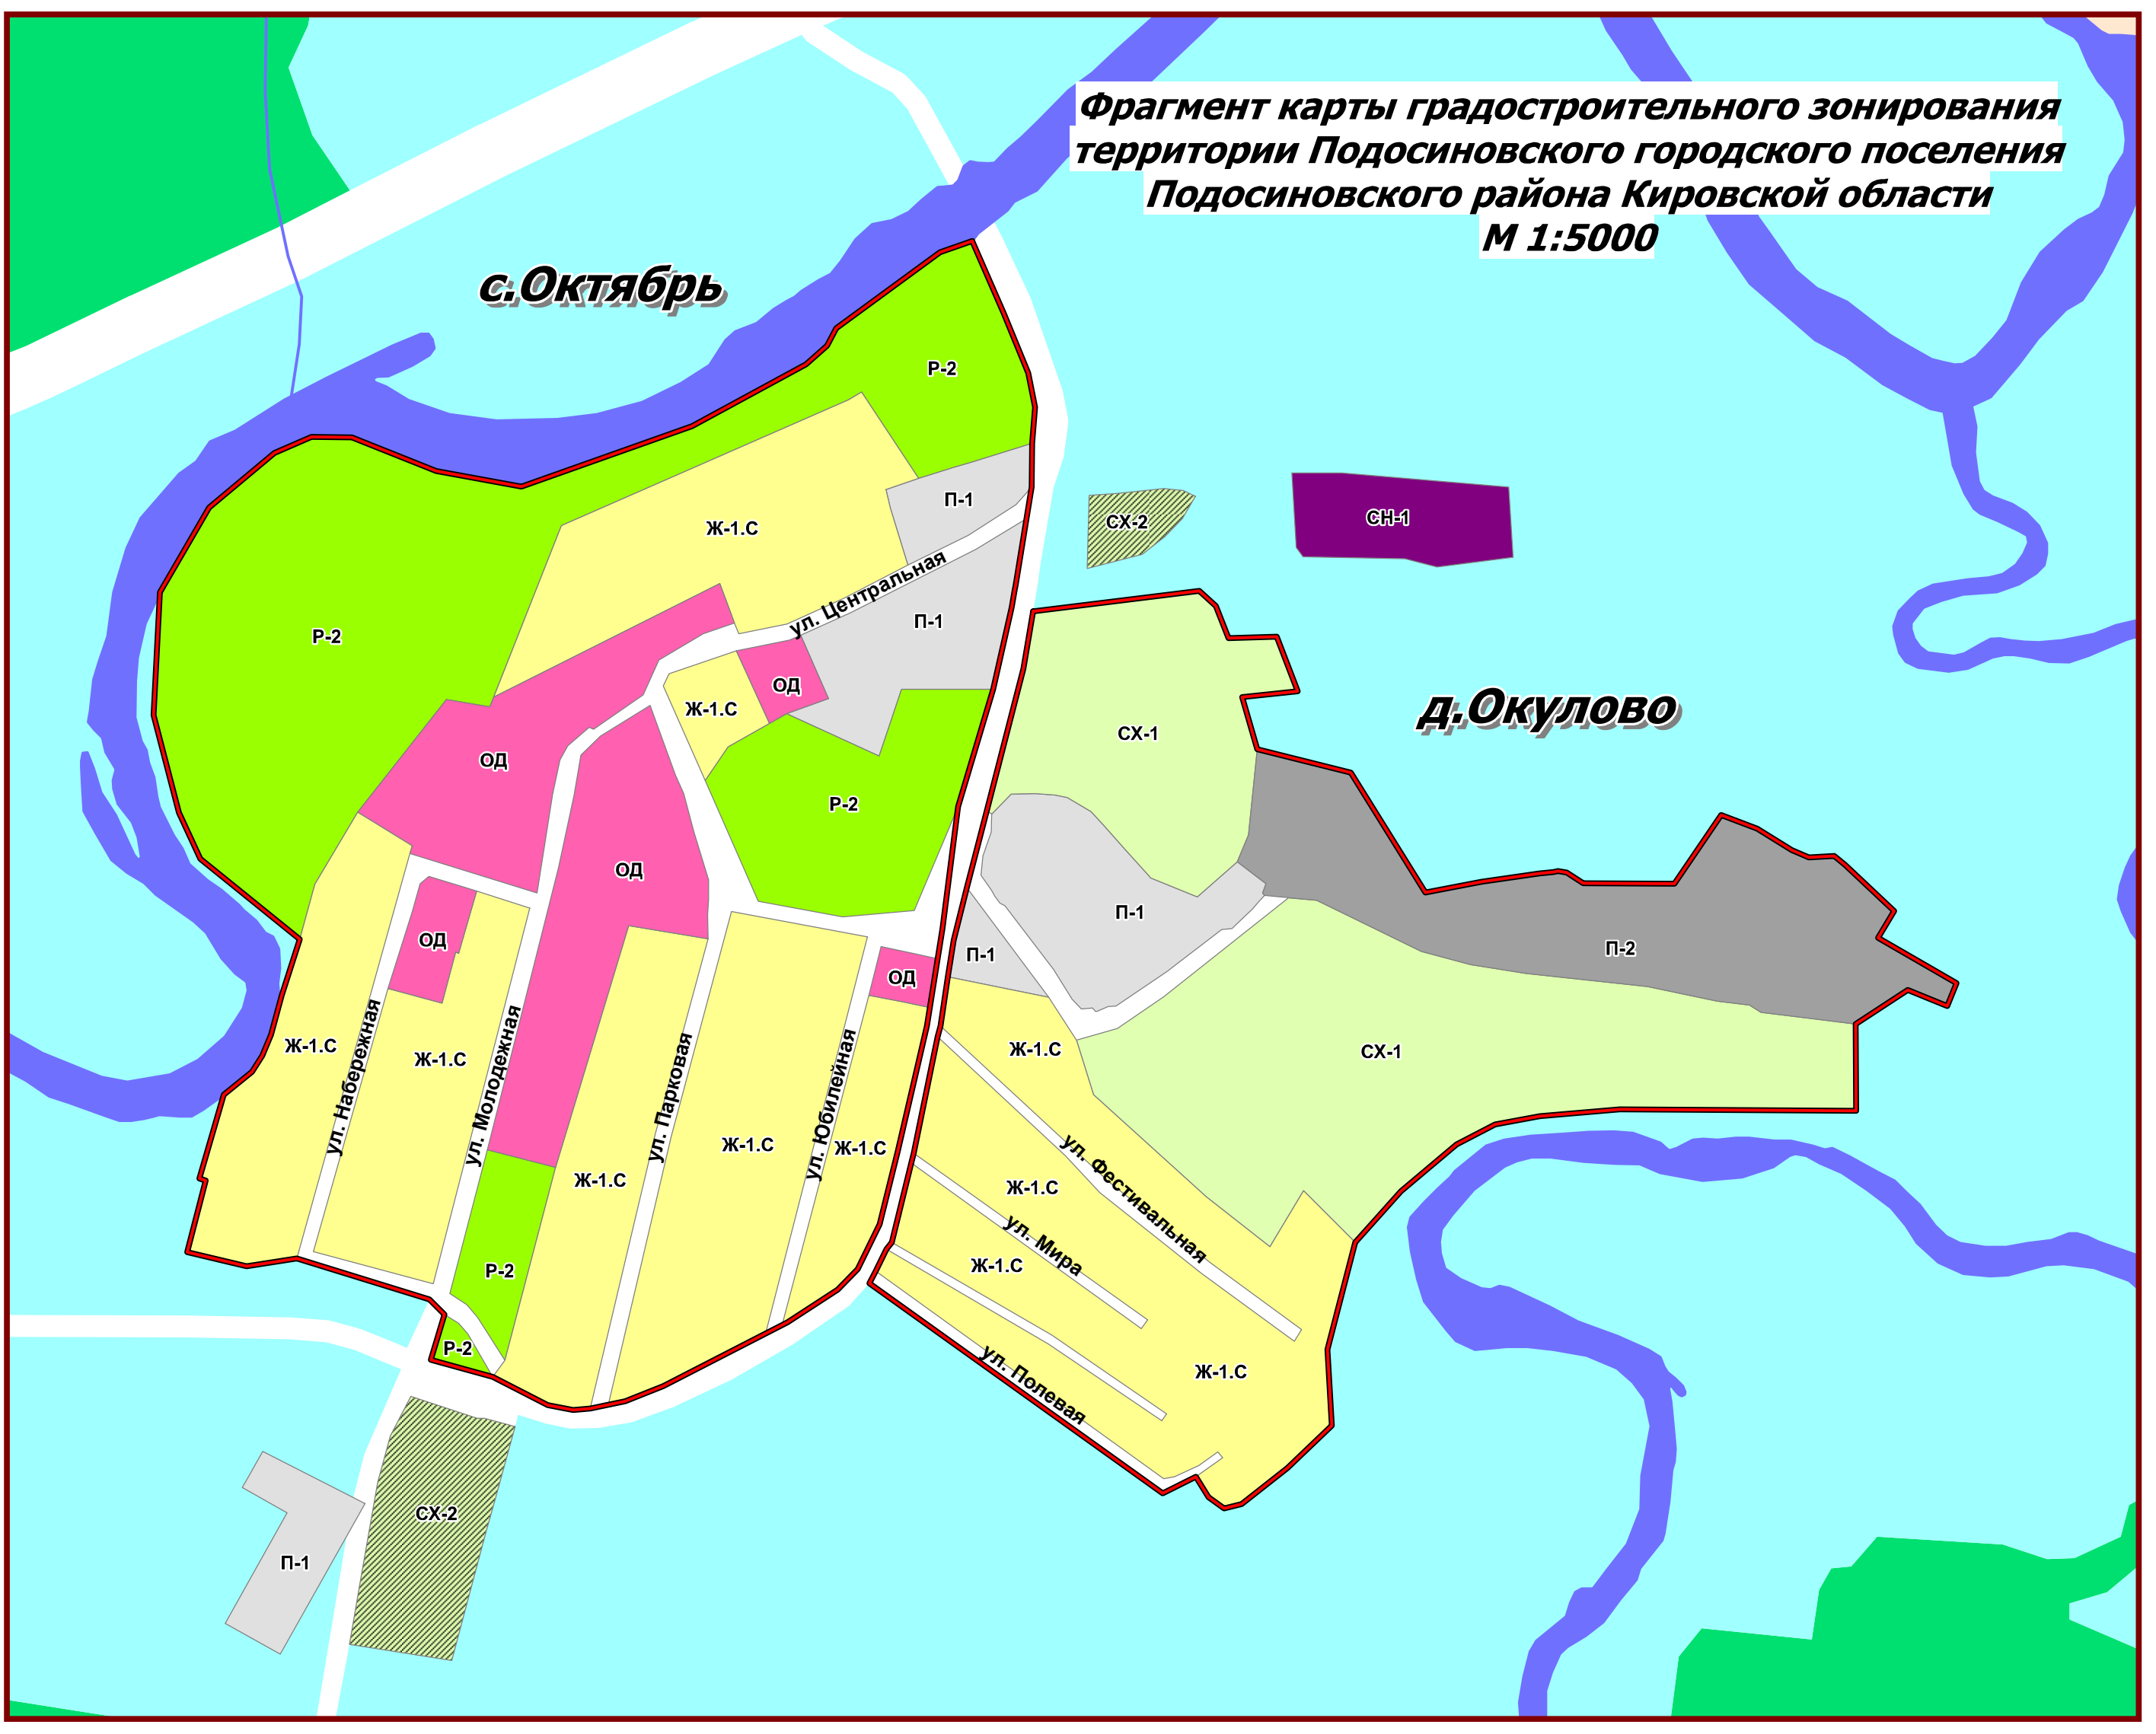 Фрагмент карты градостроительного зонирования
территории Подосиновского городского поселения
Подосиновского района Кировской области
М 1:5000
с.Октябрь
Р-2
П-1
СХ-2
СН-1
Ж-1.С
ул. Центральная
П-1
Р-2
ОД
Ж-1.С
д.Окулово
СХ-1
ОД
Р-2
ОД
П-1
ОД
П-1
П-2
ОД
Ж-1.С
ул. Набережная
Ж-1.С
ул. Молодежная
ул. Парковая
Ж-1.С
ул. Юбилейная
Ж-1.С
Ж-1.С
СХ-1
Ж-1.С
ул. Фестивальная
Ж-1.С
ул. Мира
Р-2
Ж-1.С
Р-2
ул. Полевая
Ж-1.С
СХ-2
П-1